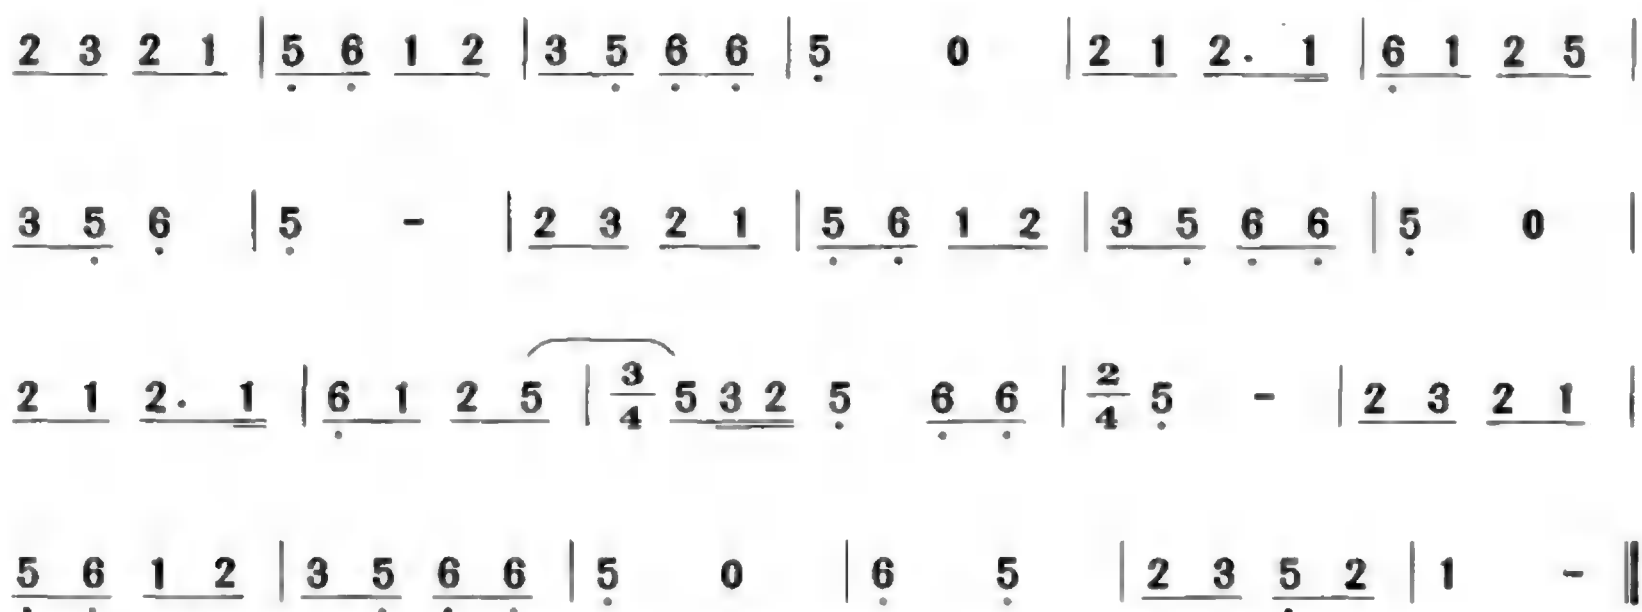 2 3 2 1 | 5̣ 6̣ 1 2 | 3 5̣ 6̣ 6̣ | 5̣ 0 | 2 1 2. 1 | 6̣ 1 2 5 |
3 5̣ 6̣ | 5̣ - | 2 3 2 1 | 5̣ 6̣ 1 2 | 3 5̣ 6̣ 6̣ | 5̣ 0 |
2 1 2. 1 | 6̣ 1 2 5 | 3/4 5 3 2 5̣ 6̣ 6̣ | 2/4 5̣ - | 2 3 2 1 |
5̣ 6̣ 1 2 | 3 5̣ 6̣ 6̣ | 5̣ 0 | 6̣ 5̣ | 2 3 5̣ 2 | 1 - ‖